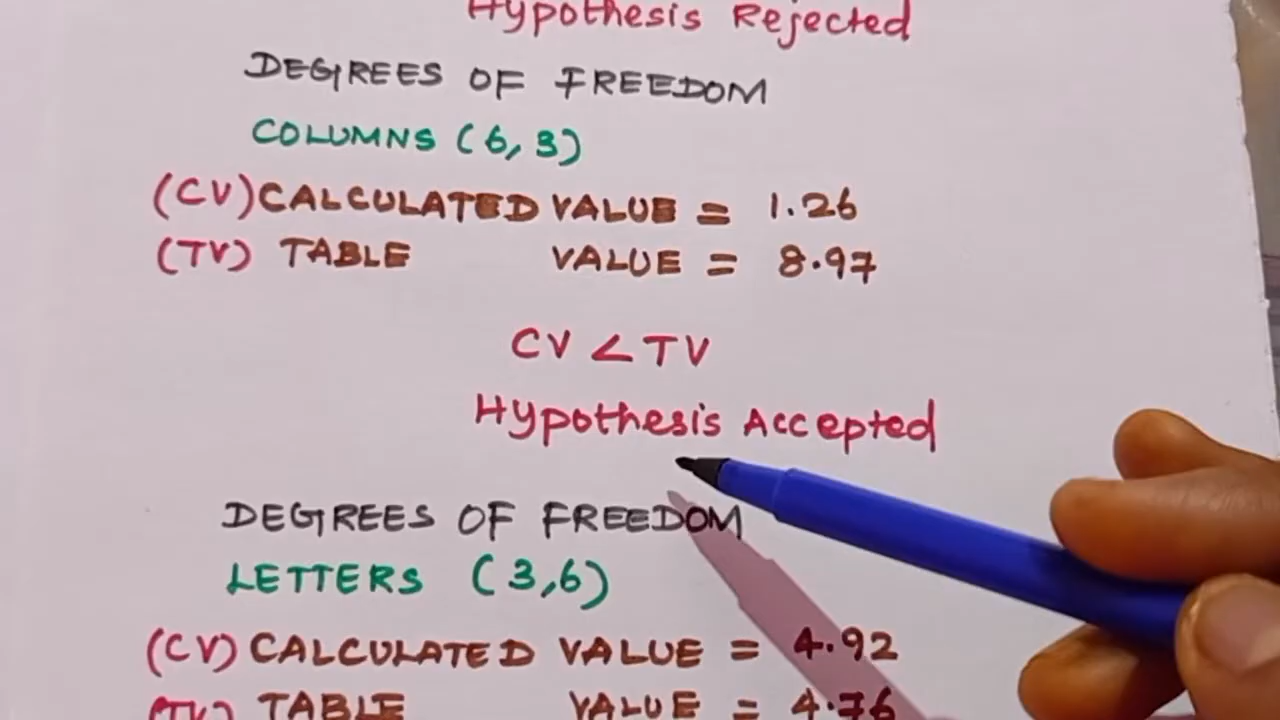 Hypothesis Rejected
DEGREES OF FREEDOM
COLUMNS (6,3)
(CV) CALCULATED VALUE = 1.26
(TV) TABLE VALUE = 8.97
CV < TV
Hypothesis Accepted
DEGREES OF FREEDOM
LETTERS (3,6)
(CV) CALCULATED VALUE = 4.92
(TV) TABLE VALUE = 4.76